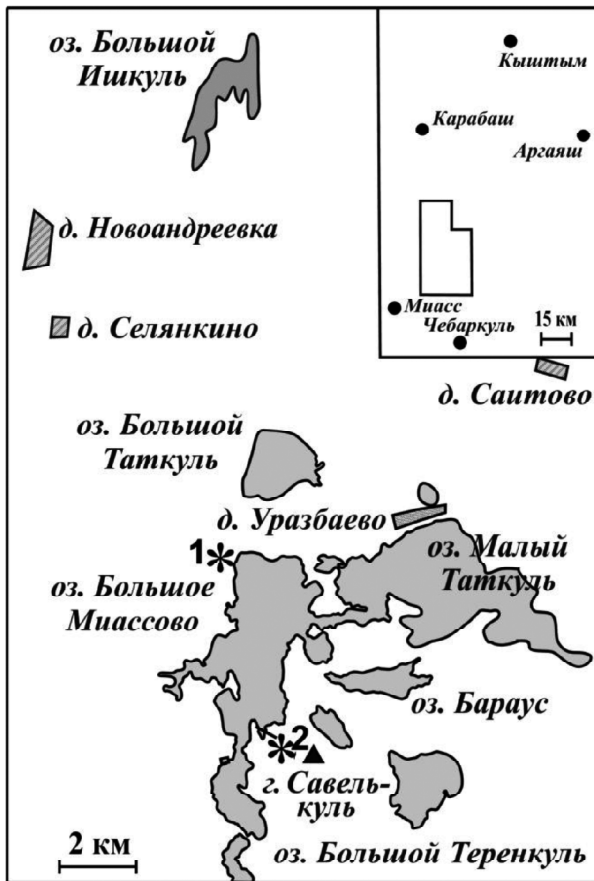 оз. Большой
Ишкуль
Кыштым
Карабаш
Аргаяш
д. Новоандреевка
Миасс
Чебаркуль
15 км
д. Селянкино
д. Саитово
оз. Большой
Таткуль
д. Уразбаево
оз. Малый
Таткуль
1
оз. Большое
Миассово
оз. Бараус
2
г. Савель-
куль
2 км
оз. Большой Теренкуль